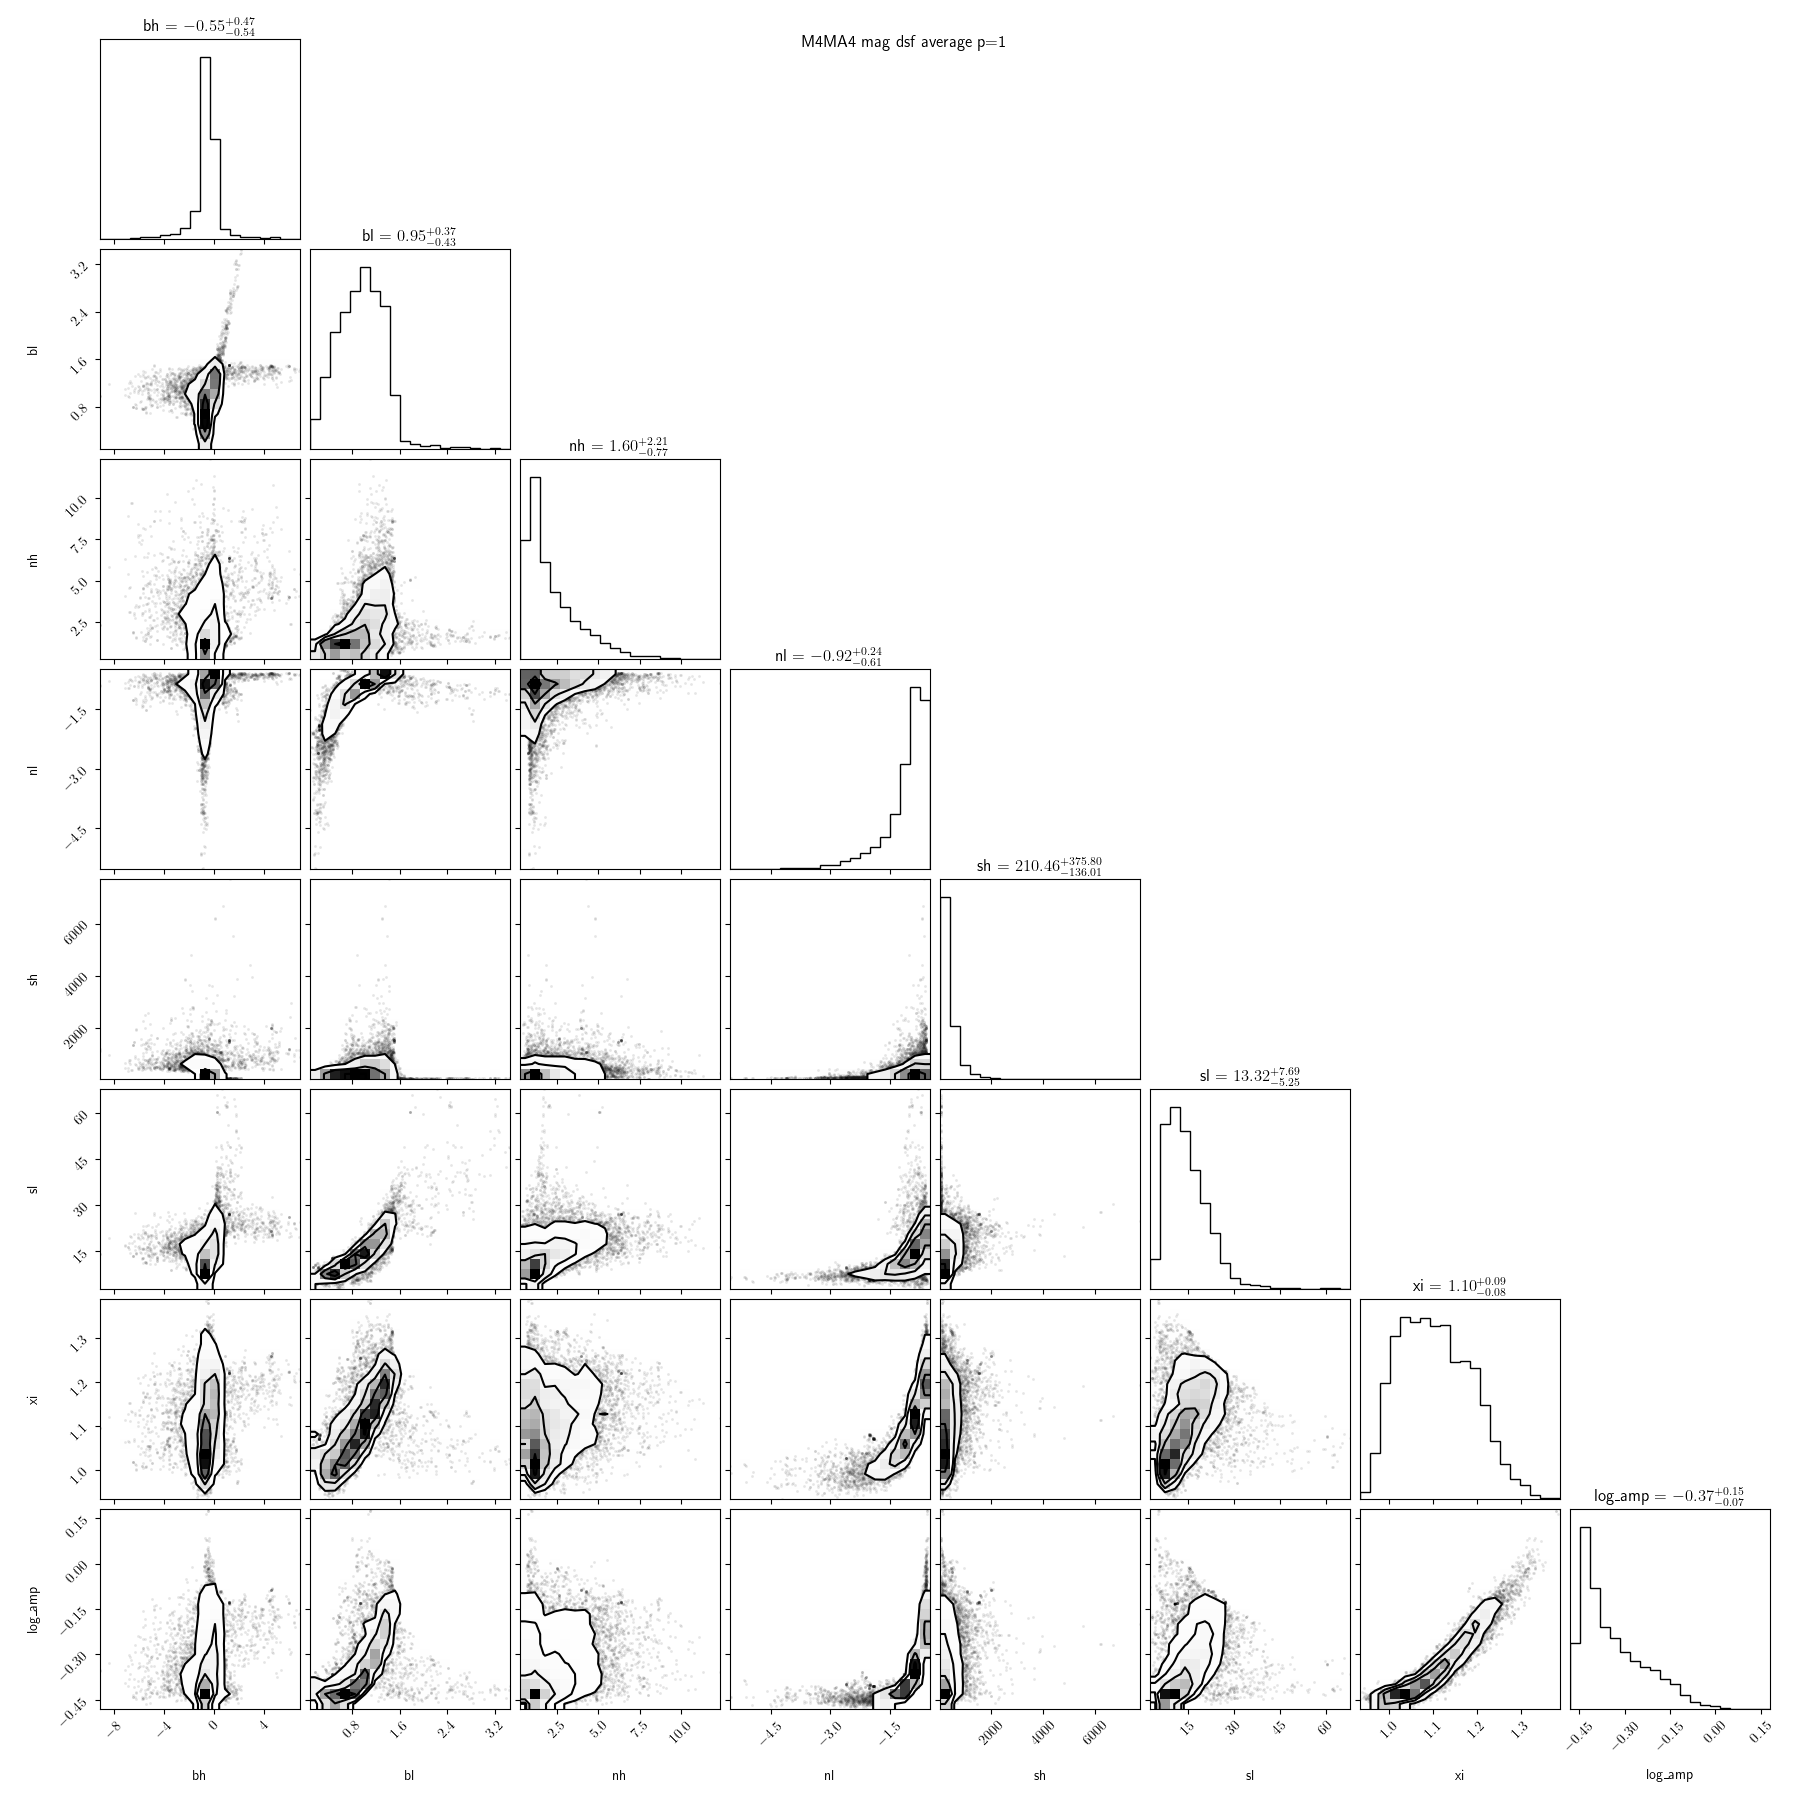 M4MA4 mag dsf average p=1
bh = −0.55 +0.47 −0.54
bl = 0.95 +0.37 −0.43
3.2
2.4
1.6
0.8
bl
nh = 1.60 +2.21 −0.77
10.0
7.5
5.0
2.5
nh
nl = −0.92 +0.24 −0.61
−1.5
−3.0
−4.5
nl
sh = 210.46 +375.80 −136.01
6000
4000
2000
sh
sl = 13.32 +7.69 −5.25
60
45
30
15
sl
xi = 1.10 +0.09 −0.08
1.3
1.2
1.1
1.0
xi
log_amp = −0.37 +0.15 −0.07
0.15
0.00
−0.15
−0.30
−0.45
log_amp
−8 −4 0 4
0.8 1.6 2.4 3.2
2.5 5.0 7.5 10.0
−4.5 −3.0 −1.5
2000 4000 6000
15 30 45 60
1.0 1.1 1.2 1.3
−0.45 −0.30 −0.15 0.00 0.15
bh bl nh nl sh sl xi log_amp